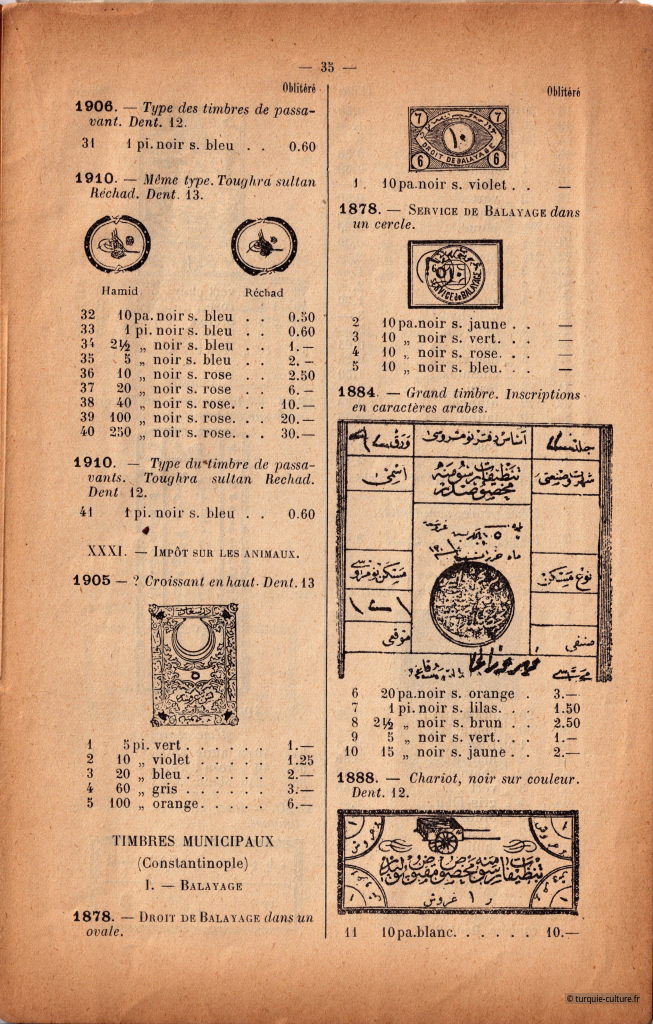 — 35 —
Oblitéré
1906. — Type des timbres de passa-
vant. Dent. 12.
31 1 pi. noir s. bleu . . 0.60
1910. — Même type. Toughra sultan
Réchad. Dent. 13.
Hamid Réchad
32 10 pa. noir s. bleu . . 0.50
33 1 pi. noir s. bleu . . 0.60
34 2½ „ noir s. bleu . . 1.—
35 5 „ noir s. bleu . . 2.—
36 10 „ noir s. rose . . 2.50
37 20 „ noir s. rose . . 6.—
38 40 „ noir s. rose. . 10.—
39 100 „ noir s. rose. . 20.—
40 250 „ noir s. rose. . 30.—
1910. — Type du timbre de passa-
vants. Toughra sultan Rechad.
Dent 12.
41 1 pi. noir s. bleu . . 0.60
XXXI. — IMPÔT SUR LES ANIMAUX.
1905 — ? Croissant en haut. Dent. 13
1 5 pi. vert . . . . . . 1.—
2 10 „ violet . . . . . 1.25
3 20 „ bleu . . . . . . 2.—
4 60 „ gris . . . . . . 3.—
5 100 „ orange. . . . . 6.—
TIMBRES MUNICIPAUX
(Constantinople)
I. — BALAYAGE
1878. — DROIT DE BALAYAGE dans un
ovale.
Oblitéré
7 7
١٠
DROIT DE BALAYAGE
6 6
1 10 pa. noir s. violet . . —
1878. — SERVICE DE BALAYAGE dans
un cercle.
SERVICE de BALAYAGE
2 10 pa. noir s. jaune . . —
3 10 „ noir s. vert. . . —
4 10 „ noir s. rose. . . —
5 10 „ noir s. bleu. . . —
1884. — Grand timbre. Inscriptions
en caractères arabes.
6 20 pa. noir s. orange . 3.—
7 1 pi. noir s. lilas. . . 1.50
8 2½ „ noir s. brun . . 2.50
9 5 „ noir s. vert. . . 1.—
10 15 „ noir s. jaune . . 2.—
1888. — Chariot, noir sur couleur.
Dent. 12.
11 10 pa. blanc. . . . . . 10.—
© turquie-culture.fr